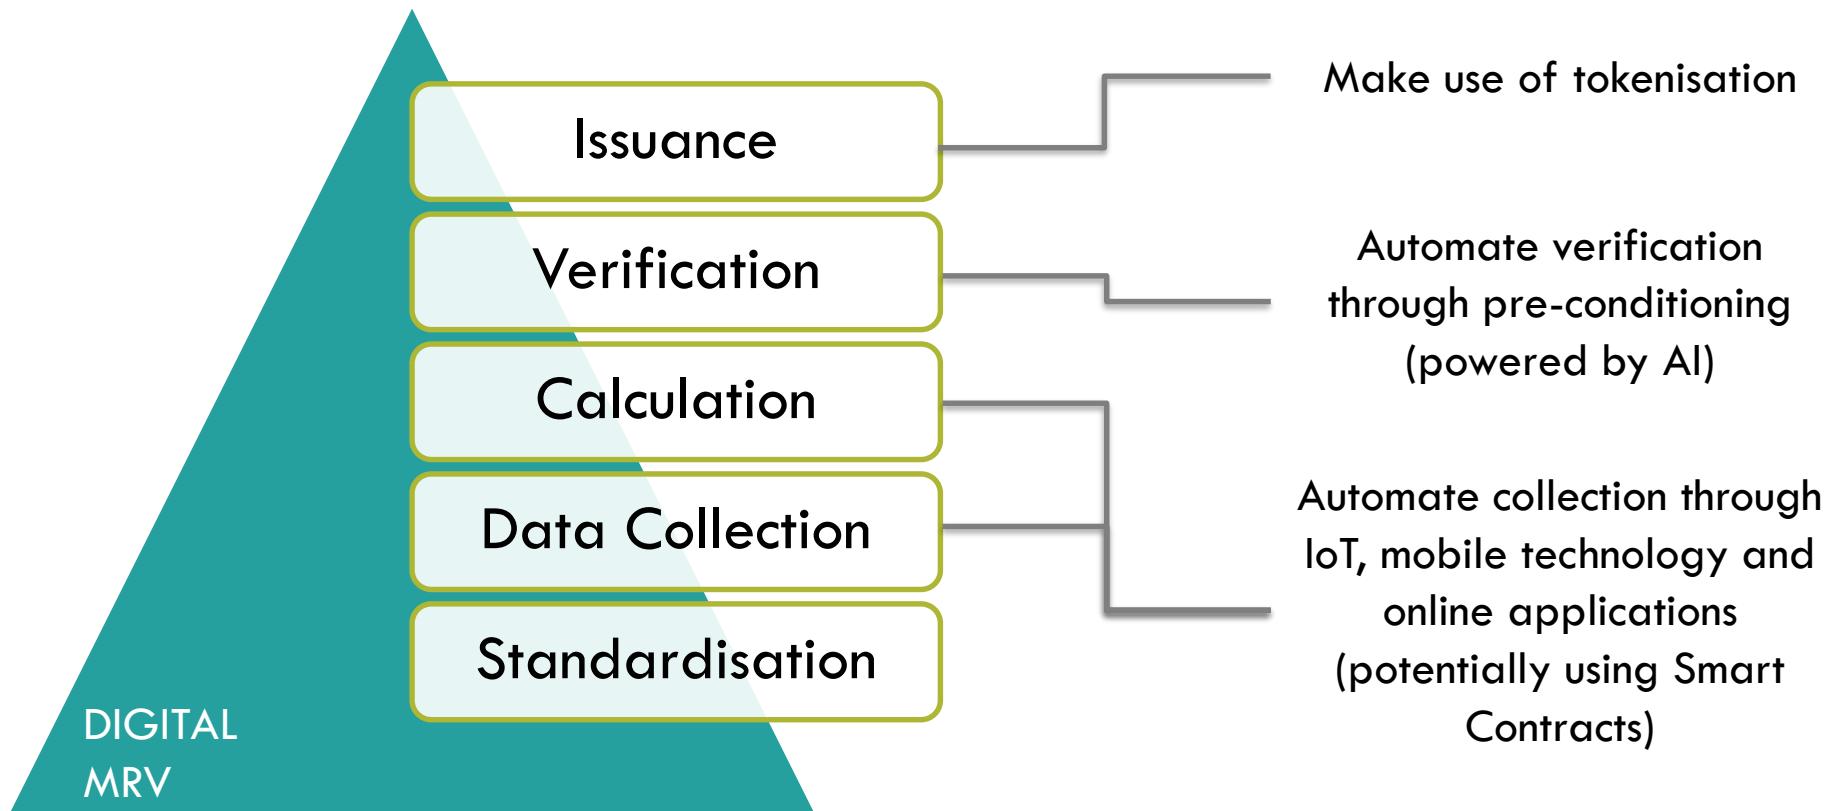 Issuance
Make use of tokenisation
Verification
Automate verification
through pre-conditioning
(powered by AI)
Calculation
Data Collection
Automate collection through
IoT, mobile technology and
online applications
(potentially using Smart
Contracts)
Standardisation
DIGITAL
MRV